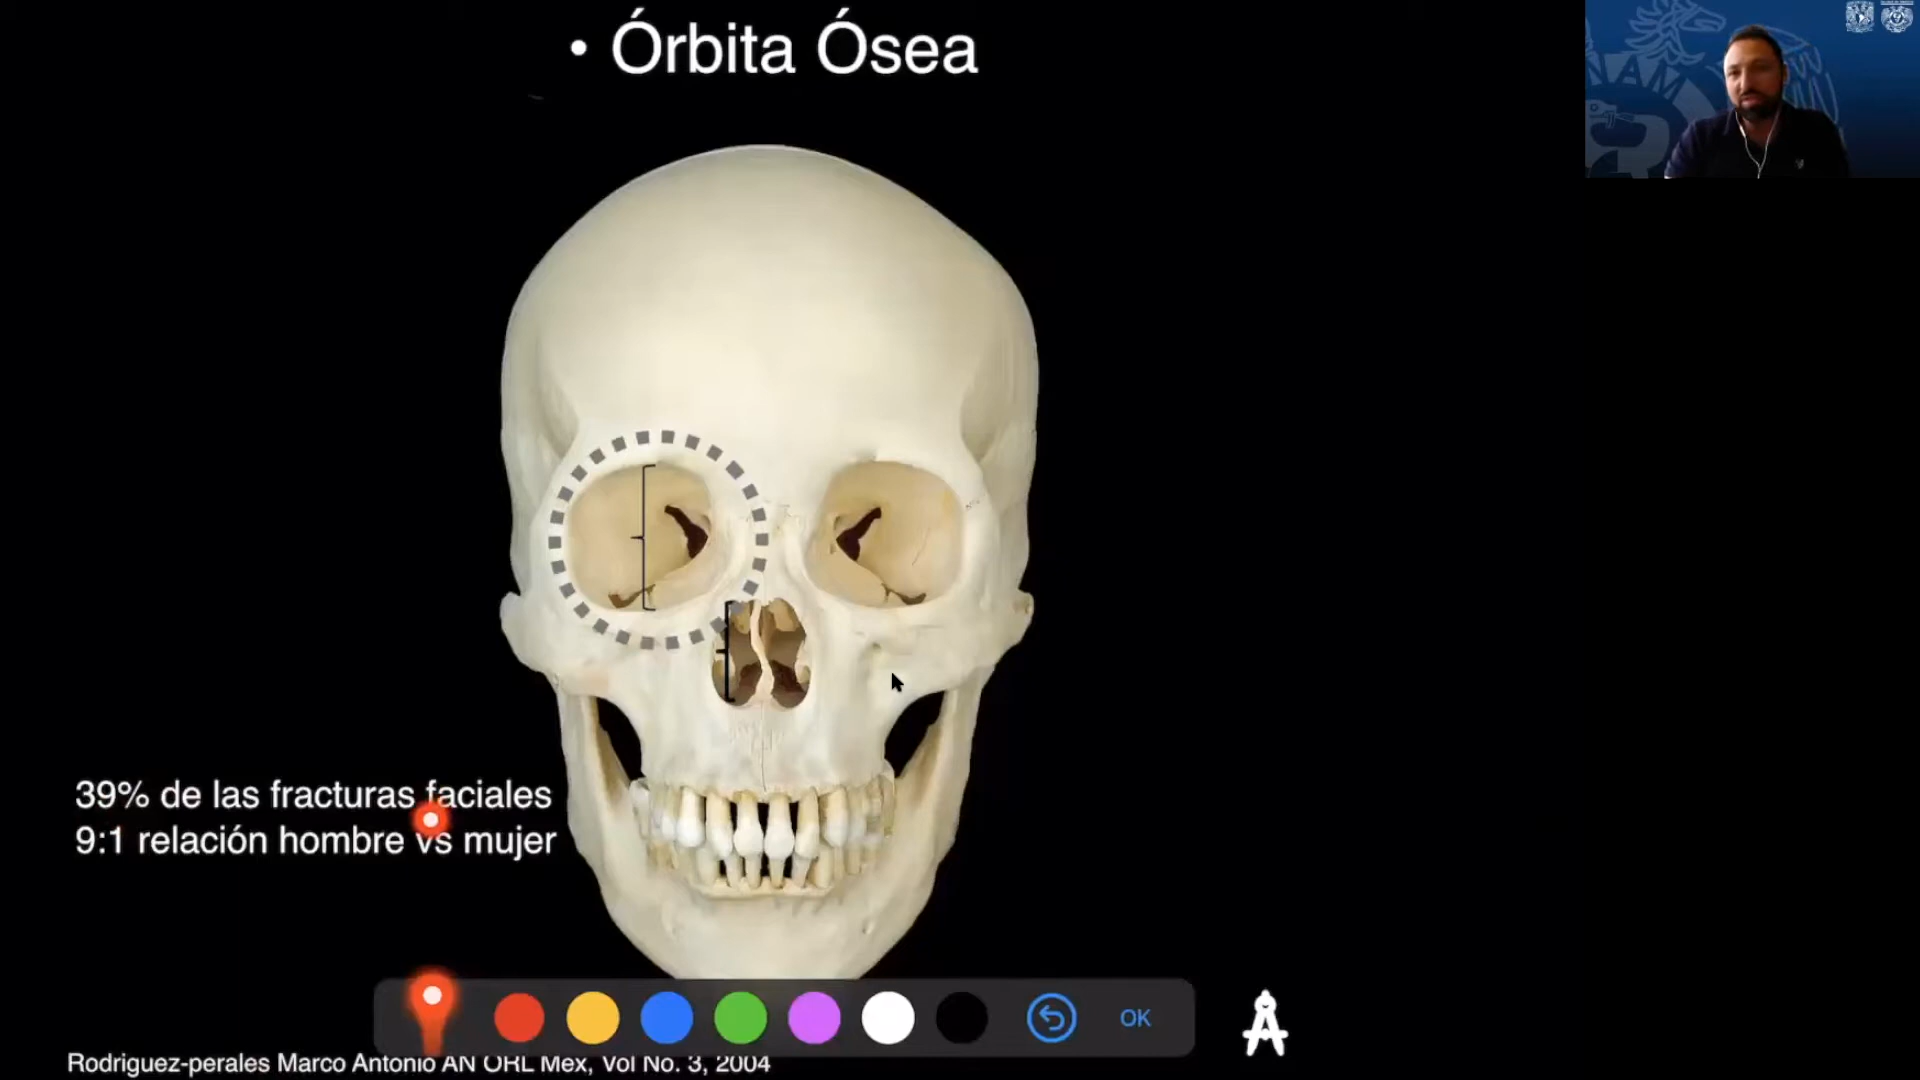 • Órbita Ósea
UNAM
39% de las fracturas faciales
9:1 relación hombre vs mujer
OK
Rodriguez-perales Marco Antonio AN ORL Mex, Vol No. 3, 2004